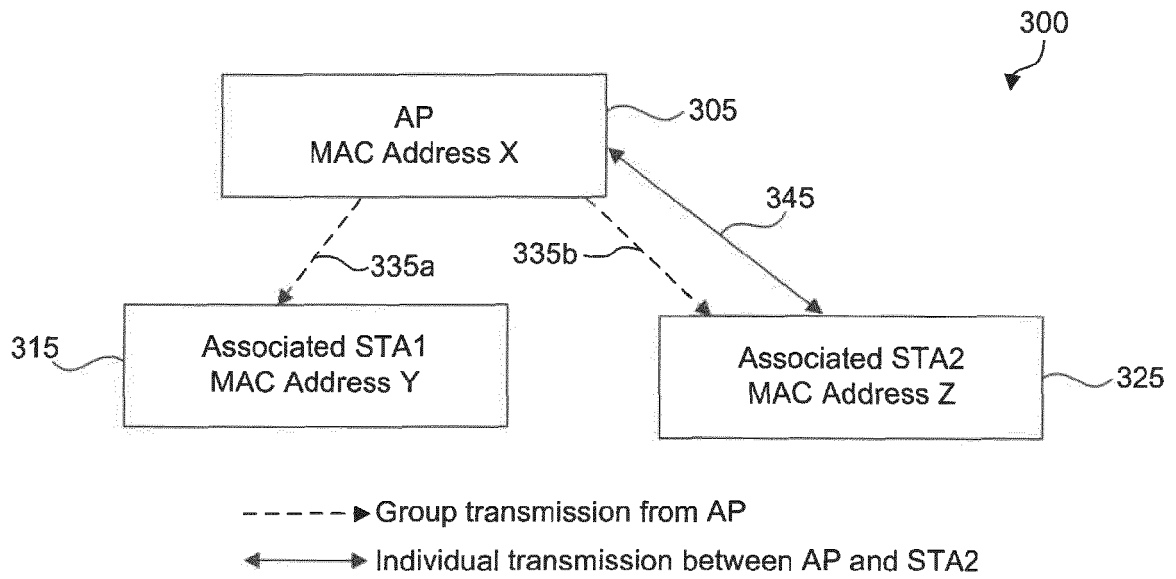 300
AP
MAC Address X
305
345
335a
335b
315
Associated STA1
MAC Address Y
Associated STA2
MAC Address Z
325
Group transmission from AP
Individual transmission between AP and STA2